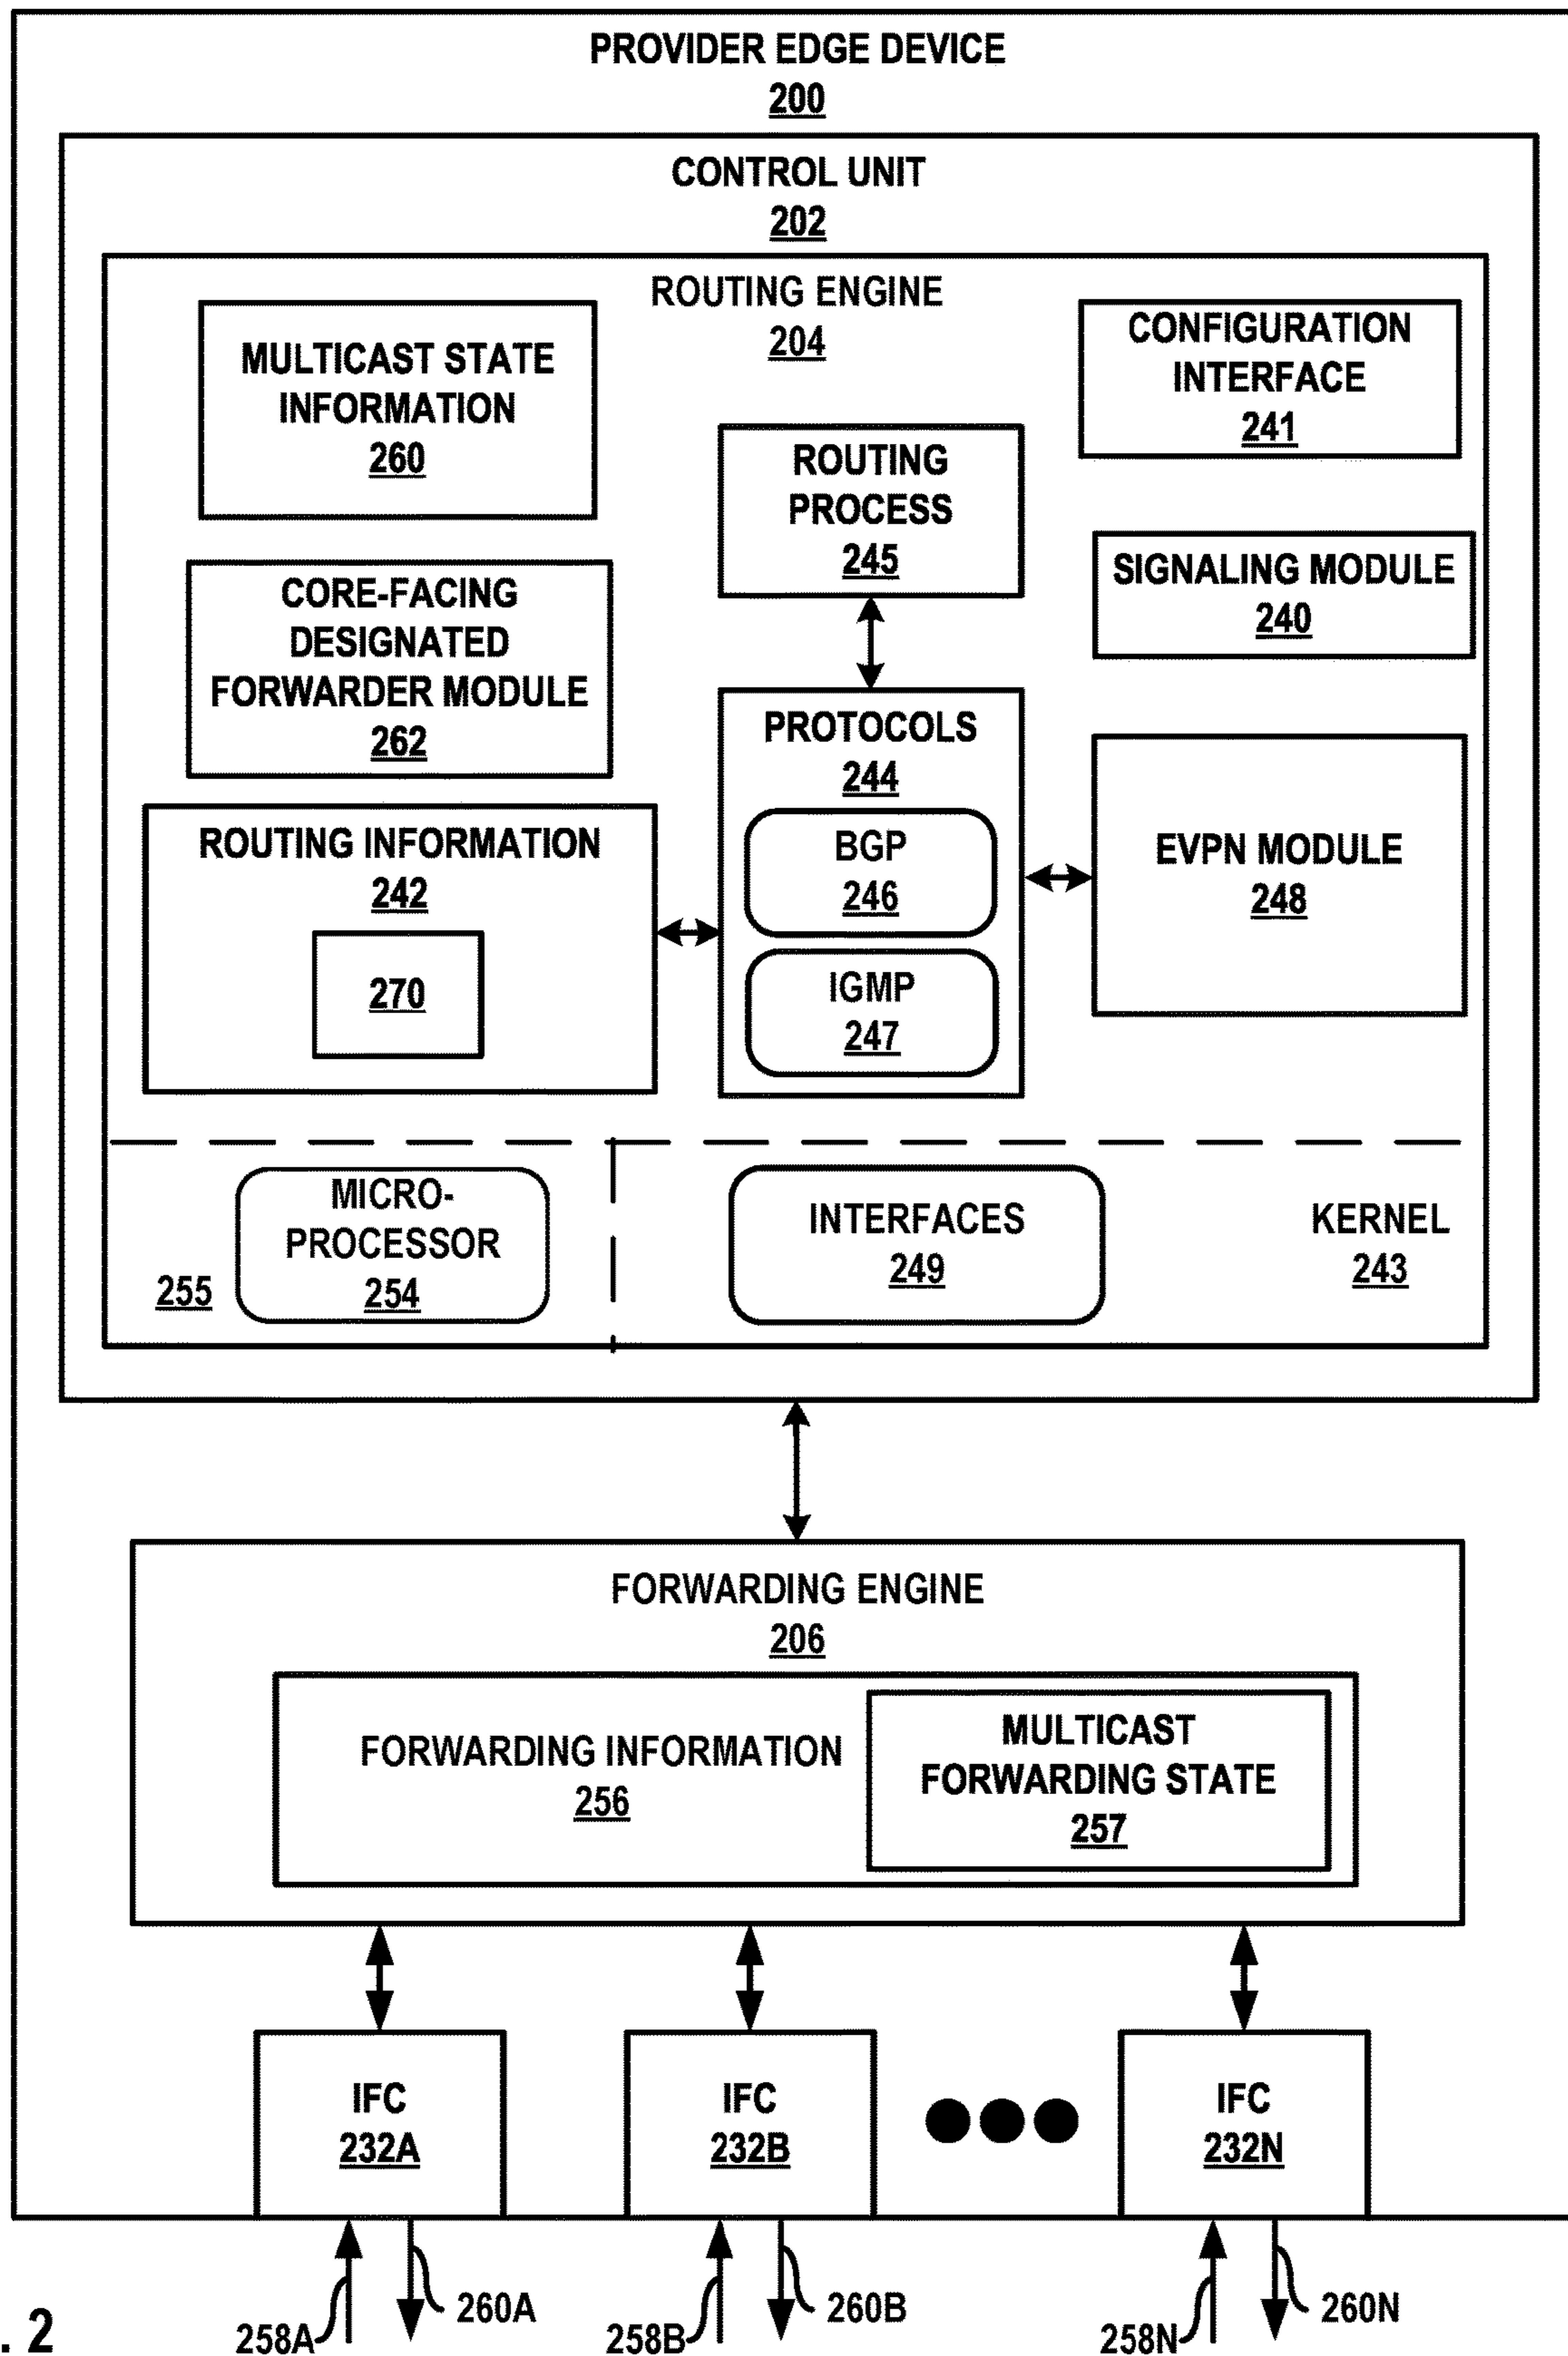 PROVIDER EDGE DEVICE
200
CONTROL UNIT
202
ROUTING ENGINE
204
MULTICAST STATE
INFORMATION
260
CONFIGURATION
INTERFACE
241
ROUTING
PROCESS
245
SIGNALING MODULE
240
CORE-FACING
DESIGNATED
FORWARDER MODULE
262
PROTOCOLS
244
BGP
246
IGMP
247
ROUTING INFORMATION
242
270
EVPN MODULE
248
MICRO-
PROCESSOR
254
255
INTERFACES
249
KERNEL
243
FORWARDING ENGINE
206
FORWARDING INFORMATION
256
MULTICAST
FORWARDING STATE
257
IFC
232A
IFC
232B
IFC
232N
258A
260A
258B
260B
258N
260N
. 2